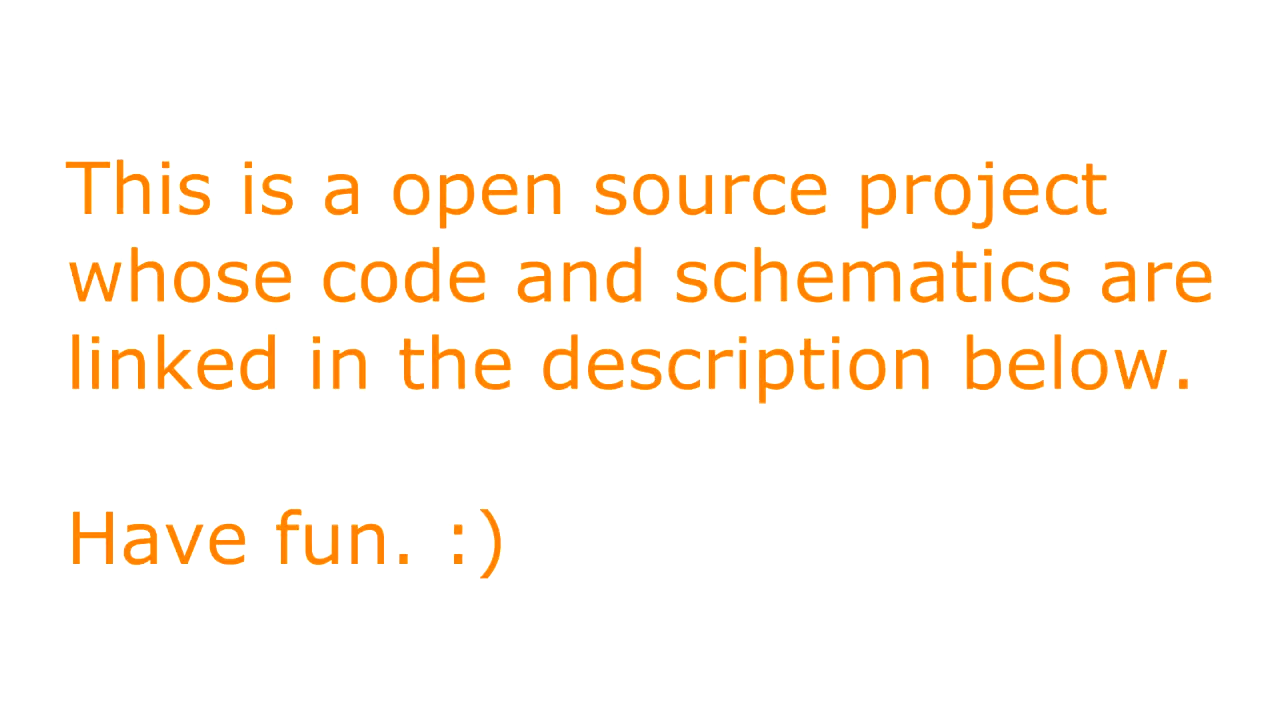 This is a open source project
whose code and schematics are
linked in the description below.
Have fun. :)